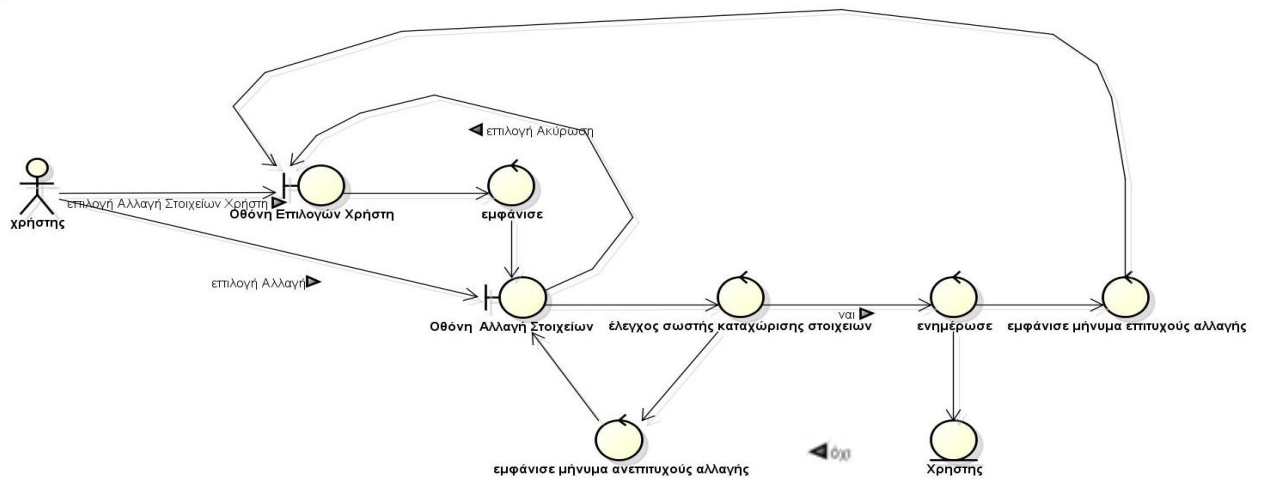 επιλογή Ακύρωση
επιλογή Αλλαγή Στοιχείων Χρήστη
Οθόνη Επιλογών Χρήστη
εμφάνισε
χρήστης
επιλογή Αλλαγή
Οθόνη Αλλαγή Στοιχείων
έλεγχος σωστής καταχώρισης στοιχείων
ναι
ενημέρωσε
εμφάνισε μήνυμα επιτυχούς αλλαγής
όχι
εμφάνισε μήνυμα ανεπιτυχούς αλλαγής
Χρηστης